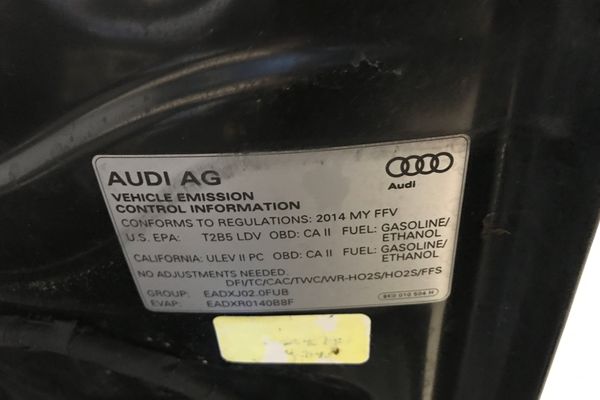 AUDI AG
Audi
VEHICLE EMISSION
CONTROL INFORMATION
CONFORMS TO REGULATIONS: 2014 MY FFV
U.S. EPA: T2B5 LDV OBD: CA II FUEL: GASOLINE/
ETHANOL
CALIFORNIA: ULEV II PC OBD: CA II FUEL: GASOLINE/
ETHANOL
NO ADJUSTMENTS NEEDED.
DFI/TC/CAC/TWC/WR-HO2S/HO2S/FFS
GROUP: EADXJ02.0FUB
EVAP: EADXR0140B8F